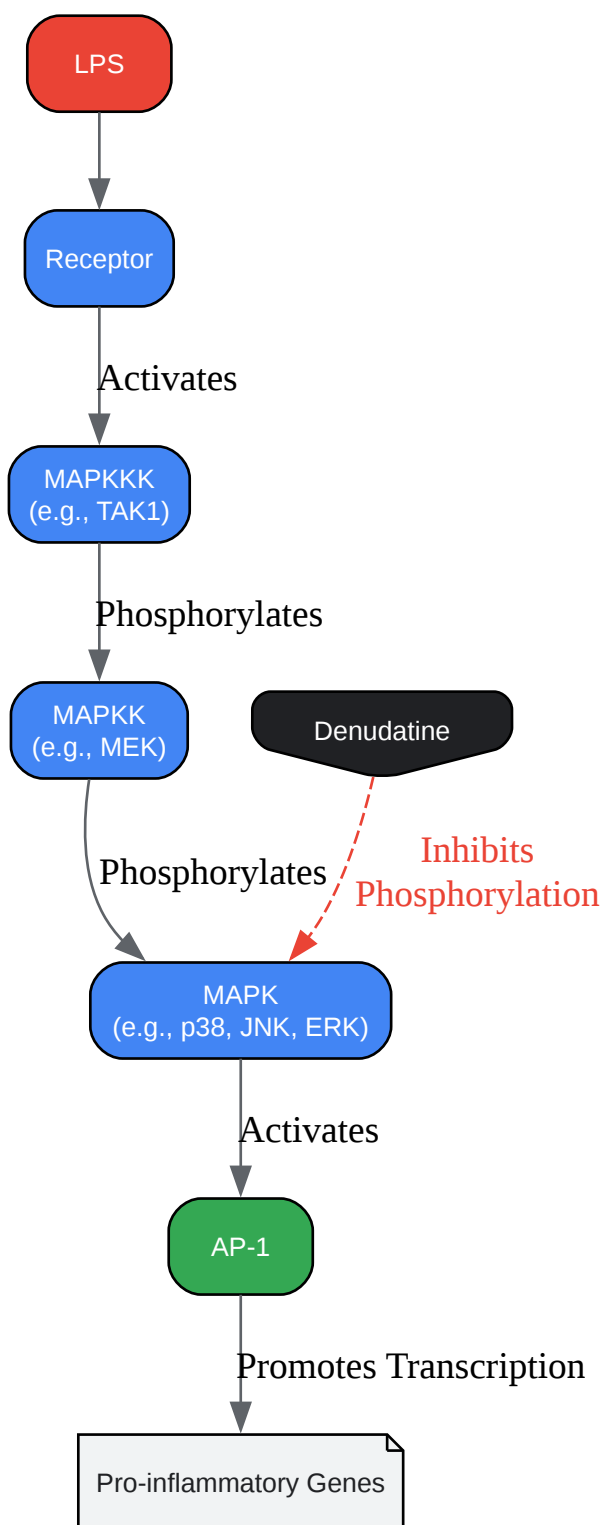 LPS
Receptor
Activates
MAPKKK
(e.g., TAK1)
Phosphorylates
MAPKK
(e.g., MEK)
Denudatine
Phosphorylates
Inhibits
Phosphorylation
MAPK
(e.g., p38, JNK, ERK)
Activates
AP-1
Promotes Transcription
Pro-inflammatory Genes